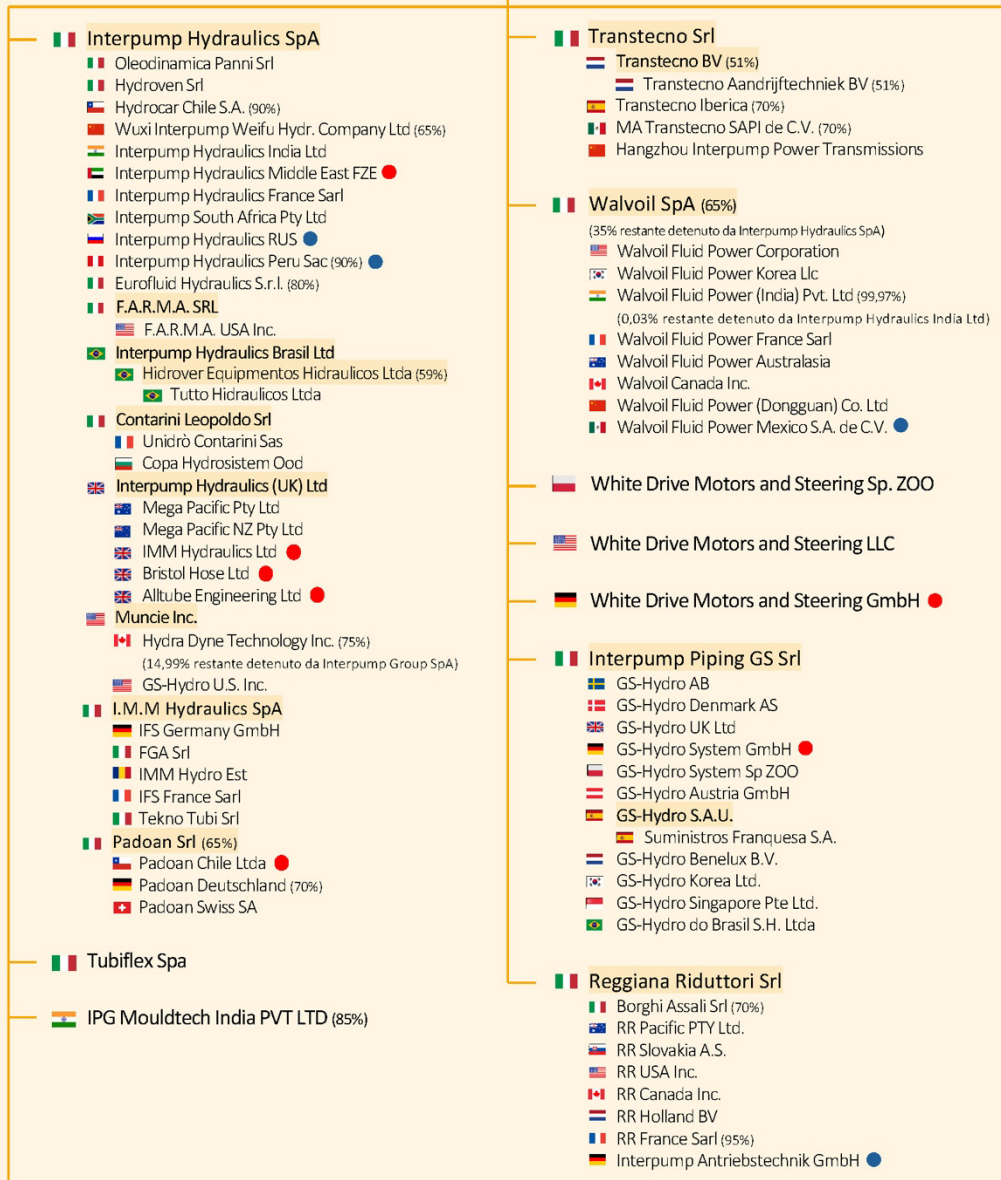 Interpump Hydraulics SpA
Oleodinamica Panni Srl
Hydroven Srl
Hydrocar Chile S.A. (90%)
Wuxi Interpump Weifu Hydr. Company Ltd (65%)
Interpump Hydraulics India Ltd
Interpump Hydraulics Middle East FZE
Interpump Hydraulics France Sarl
Interpump South Africa Pty Ltd
Interpump Hydraulics RUS
Interpump Hydraulics Peru Sac (90%)
Eurofluid Hydraulics S.r.l. (80%)
F.A.R.M.A. SRL
F.A.R.M.A. USA Inc.
Interpump Hydraulics Brasil Ltd
Hidrover Equipmentos Hidraulicos Ltda (59%)
Tutto Hidraulicos Ltda
Contarini Leopoldo Srl
Unidrò Contarini Sas
Copa Hydrosistem Ood
Interpump Hydraulics (UK) Ltd
Mega Pacific Pty Ltd
Mega Pacific NZ Pty Ltd
IMM Hydraulics Ltd
Bristol Hose Ltd
Alltube Engineering Ltd
Muncie Inc.
Hydra Dyne Technology Inc. (75%)
(14,99% restante detenuto da Interpump Group SpA)
GS-Hydro U.S. Inc.
I.M.M Hydraulics SpA
IFS Germany GmbH
FGA Srl
IMM Hydro Est
IFS France Sarl
Tekno Tubi Srl
Padoan Srl (65%)
Padoan Chile Ltda
Padoan Deutschland (70%)
Padoan Swiss SA
Tubiflex Spa
IPG Mouldtech India PVT LTD (85%)
Transtecno Srl
Transtecno BV (51%)
Transtecno Aandrijftechniek BV (51%)
Transtecno Iberica (70%)
MA Transtecno SAPI de C.V. (70%)
Hangzhou Interpump Power Transmissions
Walvoil SpA (65%)
(35% restante detenuto da Interpump Hydraulics SpA)
Walvoil Fluid Power Corporation
Walvoil Fluid Power Korea Llc
Walvoil Fluid Power (India) Pvt. Ltd (99,97%)
(0,03% restante detenuto da Interpump Hydraulics India Ltd)
Walvoil Fluid Power France Sarl
Walvoil Fluid Power Australasia
Walvoil Canada Inc.
Walvoil Fluid Power (Dongguan) Co. Ltd
Walvoil Fluid Power Mexico S.A. de C.V.
White Drive Motors and Steering Sp. ZOO
White Drive Motors and Steering LLC
White Drive Motors and Steering GmbH
Interpump Piping GS Srl
GS-Hydro AB
GS-Hydro Denmark AS
GS-Hydro UK Ltd
GS-Hydro System GmbH
GS-Hydro System Sp ZOO
GS-Hydro Austria GmbH
GS-Hydro S.A.U.
Suministros Franquesa S.A.
GS-Hydro Benelux B.V.
GS-Hydro Korea Ltd.
GS-Hydro Singapore Pte Ltd.
GS-Hydro do Brasil S.H. Ltda
Reggiana Riduttori Srl
Borghi Assali Srl (70%)
RR Pacific PTY Ltd.
RR Slovakia A.S.
RR USA Inc.
RR Canada Inc.
RR Holland BV
RR France Sarl (95%)
Interpump Antriebstechnik GmbH